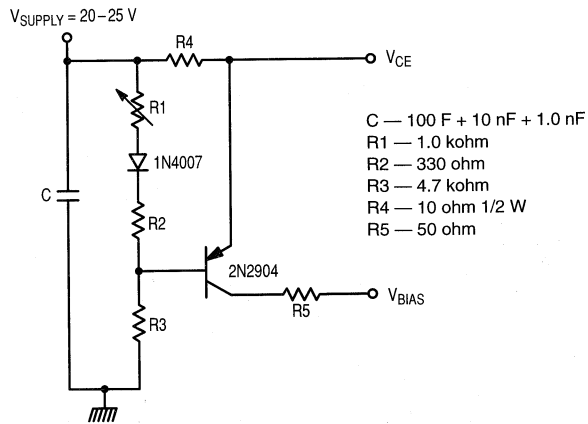 V_SUPPLY = 20–25 V
R4
V_CE
R1
1N4007
C
R2
2N2904
R3
R5
V_BIAS
C — 100 F + 10 nF + 1.0 nF
R1 — 1.0 kohm
R2 — 330 ohm
R3 — 4.7 kohm
R4 — 10 ohm 1/2 W
R5 — 50 ohm